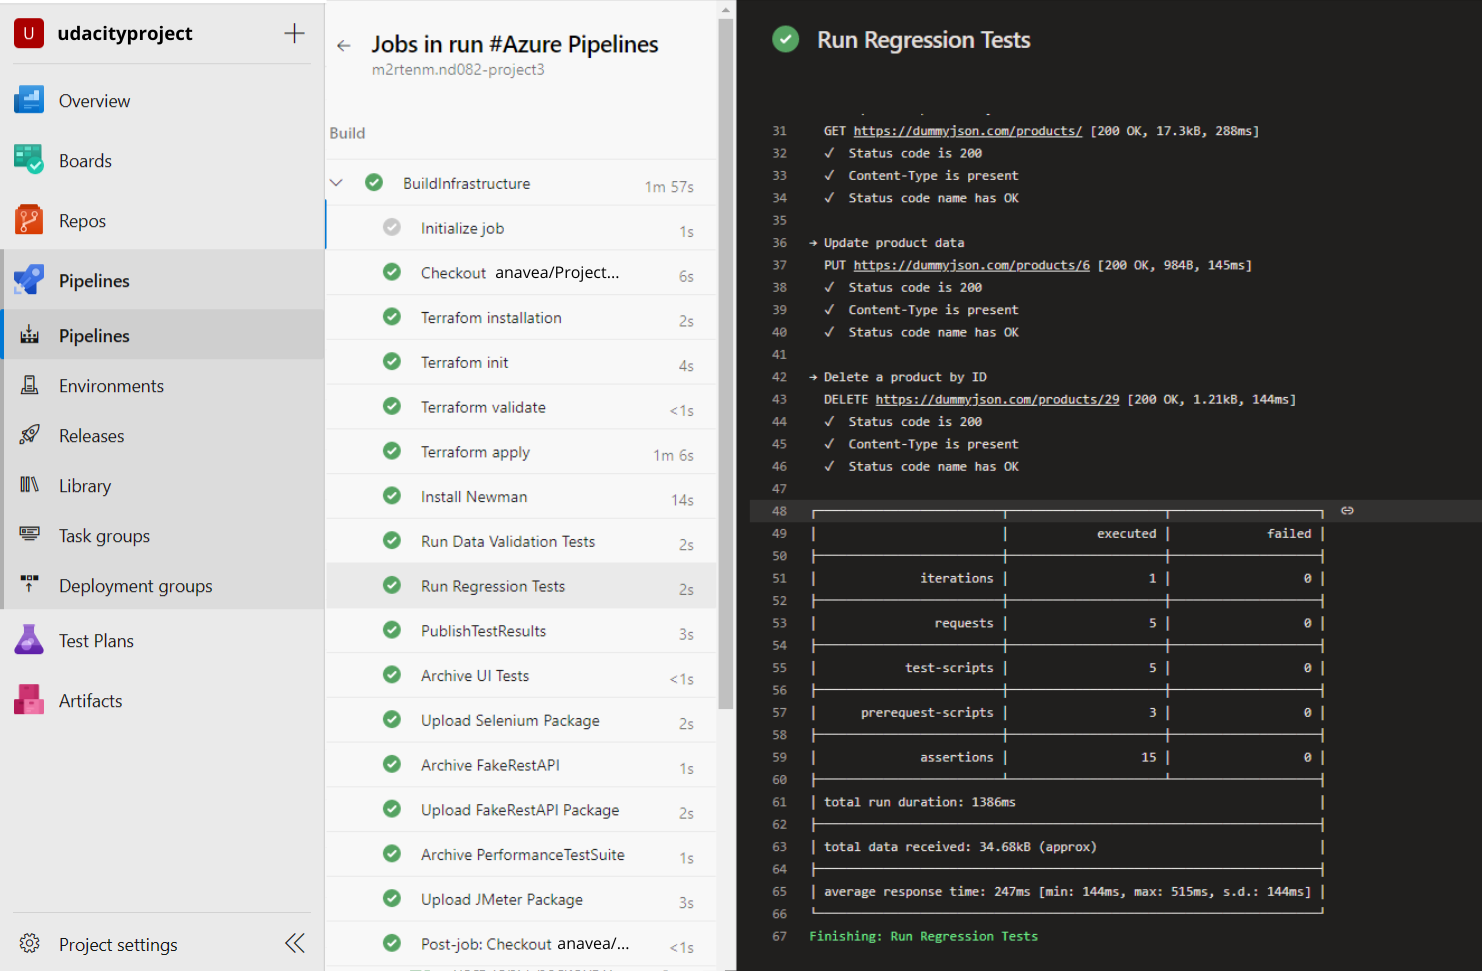 U udacityproject
Overview
Boards
Repos
Pipelines
Pipelines
Environments
Releases
Library
Task groups
Deployment groups
Test Plans
Artifacts
Project settings
Jobs in run #Azure Pipelines
m2rtenm.nd082-project3
Build
BuildInfrastructure 1m 57s
Initialize job 1s
Checkout anavea/Project... 6s
Terrafom installation 2s
Terrafom init 4s
Terraform validate <1s
Terraform apply 1m 6s
Install Newman 14s
Run Data Validation Tests 2s
Run Regression Tests 2s
PublishTestResults 3s
Archive UI Tests <1s
Upload Selenium Package 2s
Archive FakeRestAPI 1s
Upload FakeRestAPI Package 2s
Archive PerformanceTestSuite 1s
Upload JMeter Package 3s
Post-job: Checkout anavea/... <1s
Run Regression Tests
31 GET https://dummyjson.com/products/ [200 OK, 17.3kB, 288ms]
32 √ Status code is 200
33 √ Content-Type is present
34 √ Status code name has OK
35
36 → Update product data
37 PUT https://dummyjson.com/products/6 [200 OK, 984B, 145ms]
38 √ Status code is 200
39 √ Content-Type is present
40 √ Status code name has OK
41
42 → Delete a product by ID
43 DELETE https://dummyjson.com/products/29 [200 OK, 1.21kB, 144ms]
44 √ Status code is 200
45 √ Content-Type is present
46 √ Status code name has OK
47
48
49 executed failed
50
51 iterations 1 0
52
53 requests 5 0
54
55 test-scripts 5 0
56
57 prerequest-scripts 3 0
58
59 assertions 15 0
60
61 total run duration: 1386ms
62
63 total data received: 34.68kB (approx)
64
65 average response time: 247ms [min: 144ms, max: 515ms, s.d.: 144ms]
66
67 Finishing: Run Regression Tests